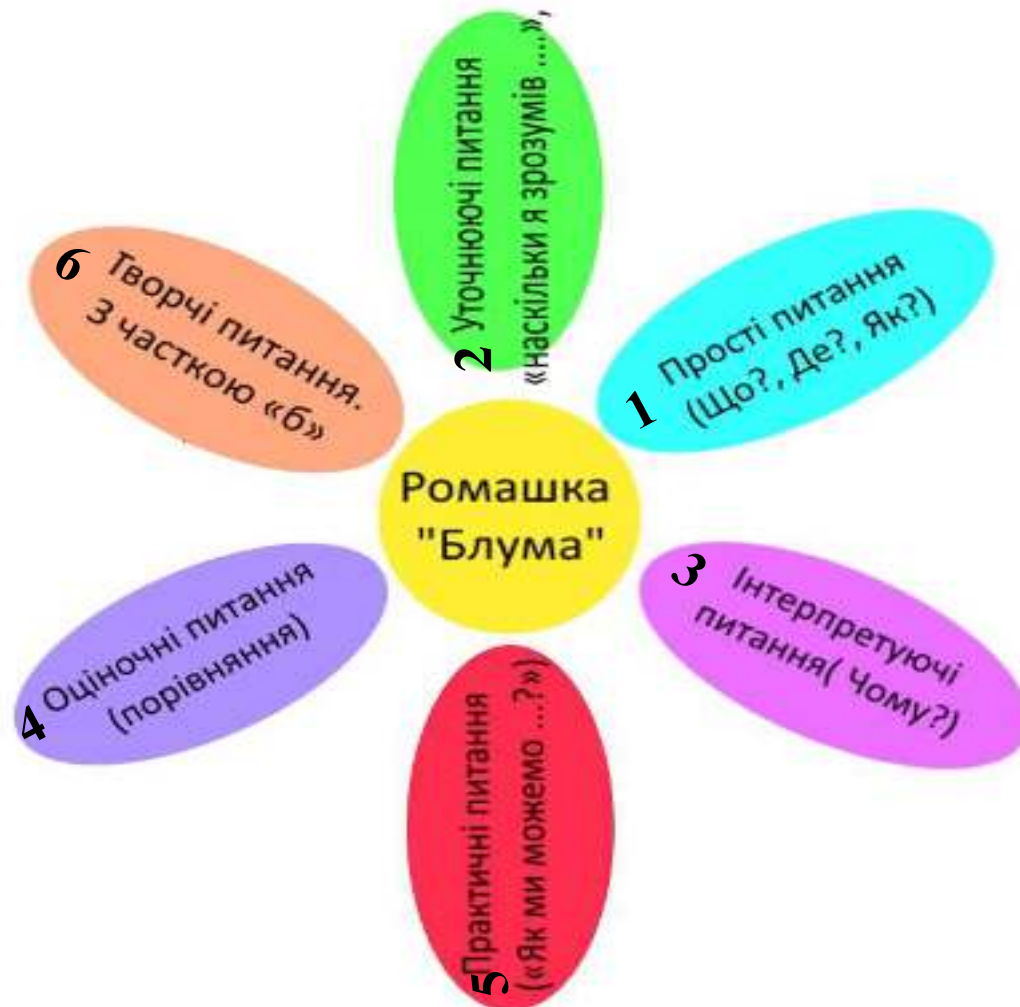 Ромашка
"Блума"
1 Прості питання
(Що?, Де?, Як?)
2 Уточнюючі питання
«наскільки я зрозумів ....»,
3 Інтерпретуючі
питання( Чому?)
4 Оціночні питання
(порівняння)
5 Практичні питання
(«Як ми можемо ...?»)
6 Творчі питання.
З часткою «б»